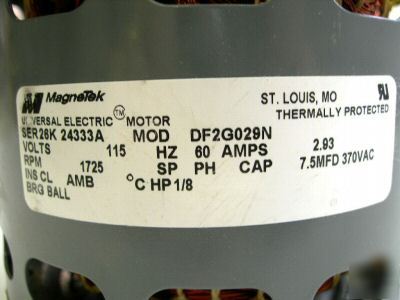 MagneTek
ST. LOUIS, MO
UNIVERSAL ELECTRIC TM MOTOR
THERMALLY PROTECTED
SER 26K 24333A MOD DF2G029N
VOLTS 115 HZ 60 AMPS 2.93
RPM 1725 SP PH CAP 7.5MFD 370VAC
INS CL AMB °C HP 1/8
BRG BALL